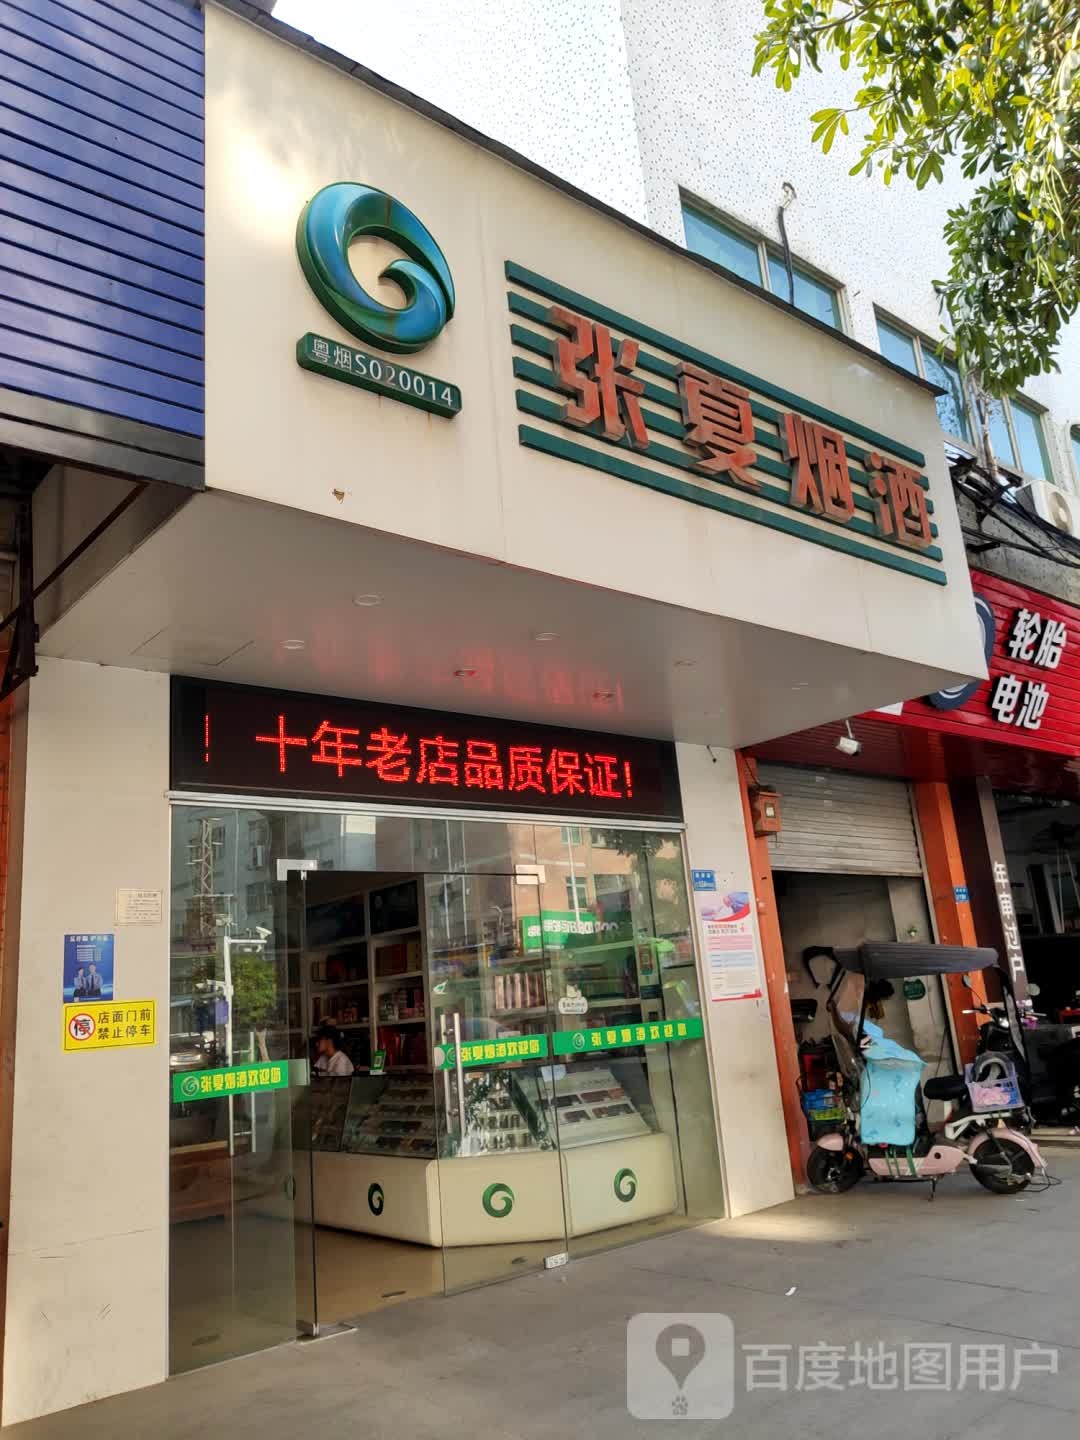 粤烟S020014
张夏烟酒
轮胎
电池
十年老店品质保证!
店面门前
禁止停车
停
张夏烟酒欢迎您
张夏烟酒欢迎您
张夏烟酒欢迎您
百度地图用户